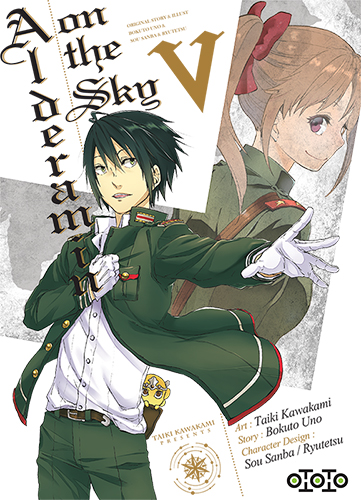 Alderamin
on
the
Sky
ORIGINAL STORY & ILLUST
BOKUTO UNO &
SOU SANBA & RYUTETSU
V
Art : Taiki Kawakami
Story : Bokuto Uno
Character Design :
Sou Sanba / Ryutetsu
TAIKI KAWAKAMI
PRESENTS
OTOTO